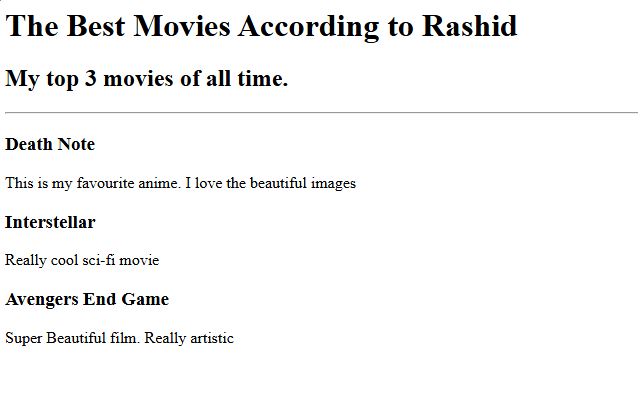 The Best Movies According to Rashid
My top 3 movies of all time.
Death Note
This is my favourite anime. I love the beautiful images
Interstellar
Really cool sci-fi movie
Avengers End Game
Super Beautiful film. Really artistic